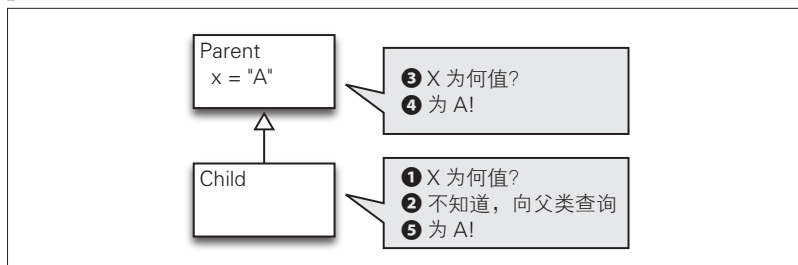 Parent
x = "A"
❸ X 为何值?
❹ 为 A!
Child
❶ X 为何值?
❷ 不知道，向父类查询
❺ 为 A!